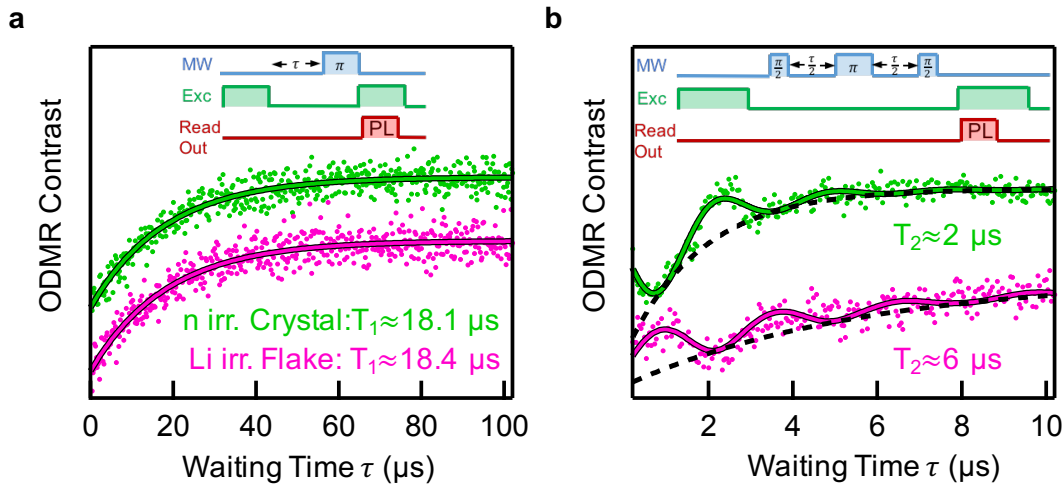 a
MW
τ
π
Exc
Read
Out
PL
ODMR Contrast
n irr. Crystal:T₁≈18.1 µs
Li irr. Flake: T₁≈18.4 µs
0 20 40 60 80 100
Waiting Time τ (µs)
b
MW
π/2 τ/2 π τ/2 π/2
Exc
Read
Out
PL
ODMR Contrast
T₂≈2 µs
T₂≈6 µs
2 4 6 8 10
Waiting Time τ (µs)